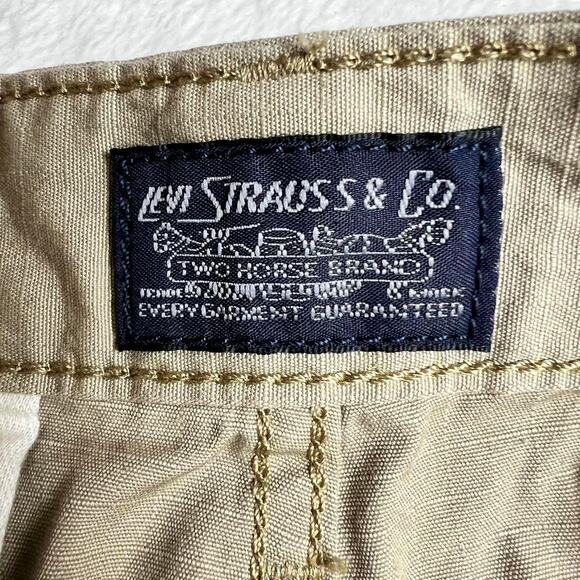 LEVI STRAUSS & CO.
TWO HORSE BRAND
TRADE MARK
EVERY GARMENT GUARANTEED